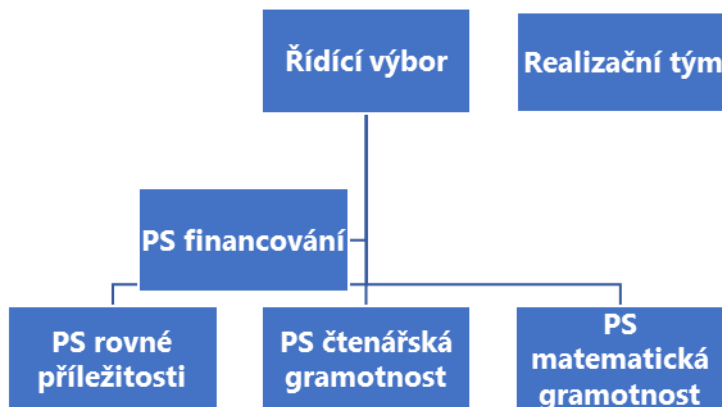 Řídící výbor
Realizační tým
PS financování
PS rovné
příležitosti
PS čtenářská
gramotnost
PS
matematická
gramotnost